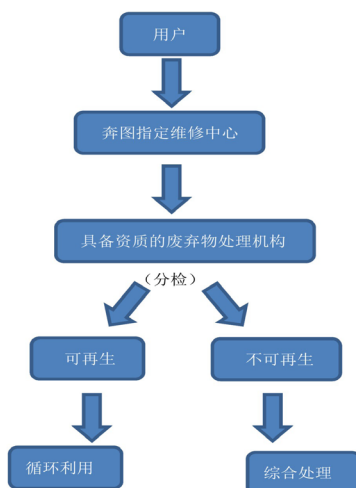 用户
奔图指定维修中心
具备资质的废弃物处理机构
（分检）
可再生
不可再生
循环利用
综合处理